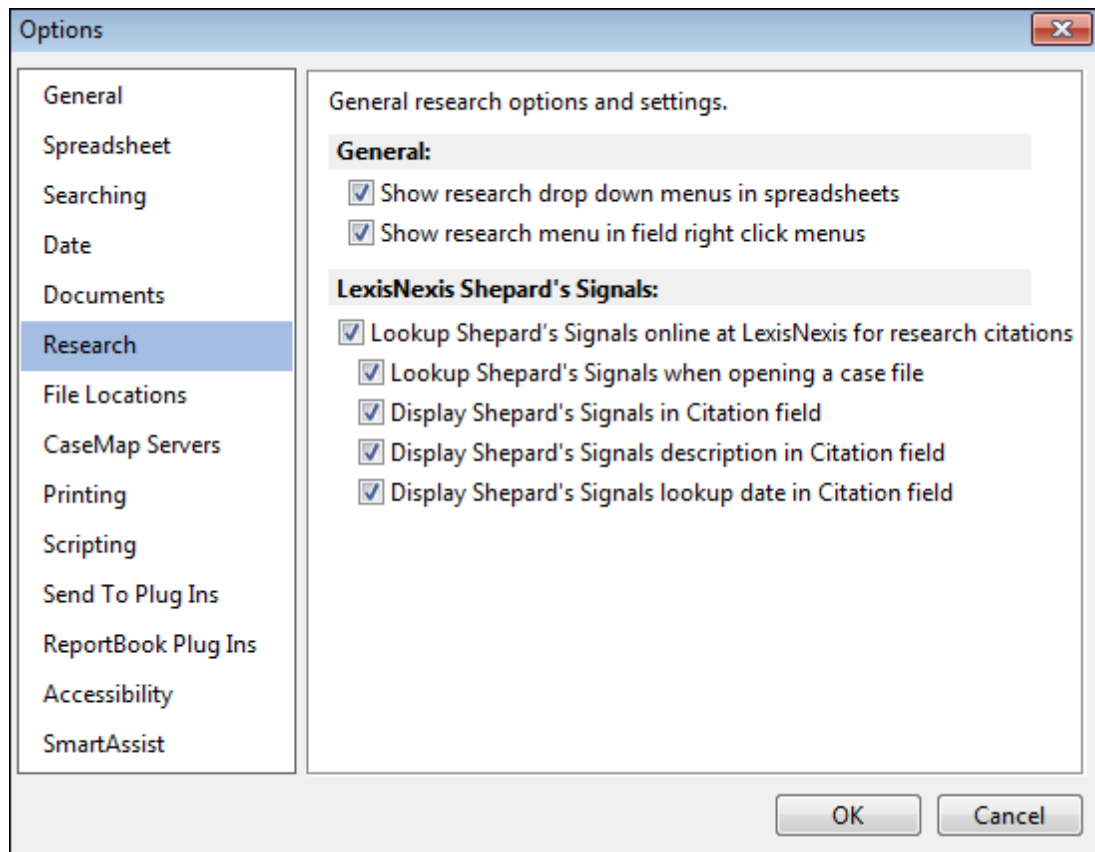 Options
General
Spreadsheet
Searching
Date
Documents
Research
File Locations
CaseMap Servers
Printing
Scripting
Send To Plug Ins
ReportBook Plug Ins
Accessibility
SmartAssist
General research options and settings.
General:
Show research drop down menus in spreadsheets
Show research menu in field right click menus
LexisNexis Shepard's Signals:
Lookup Shepard's Signals online at LexisNexis for research citations
Lookup Shepard's Signals when opening a case file
Display Shepard's Signals in Citation field
Display Shepard's Signals description in Citation field
Display Shepard's Signals lookup date in Citation field
OK
Cancel